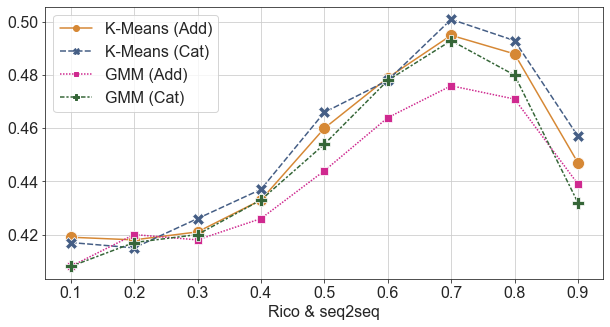 0.50
0.48
0.46
0.44
0.42
K-Means (Add)
K-Means (Cat)
GMM (Add)
GMM (Cat)
0.1 0.2 0.3 0.4 0.5 0.6 0.7 0.8 0.9
Rico & seq2seq